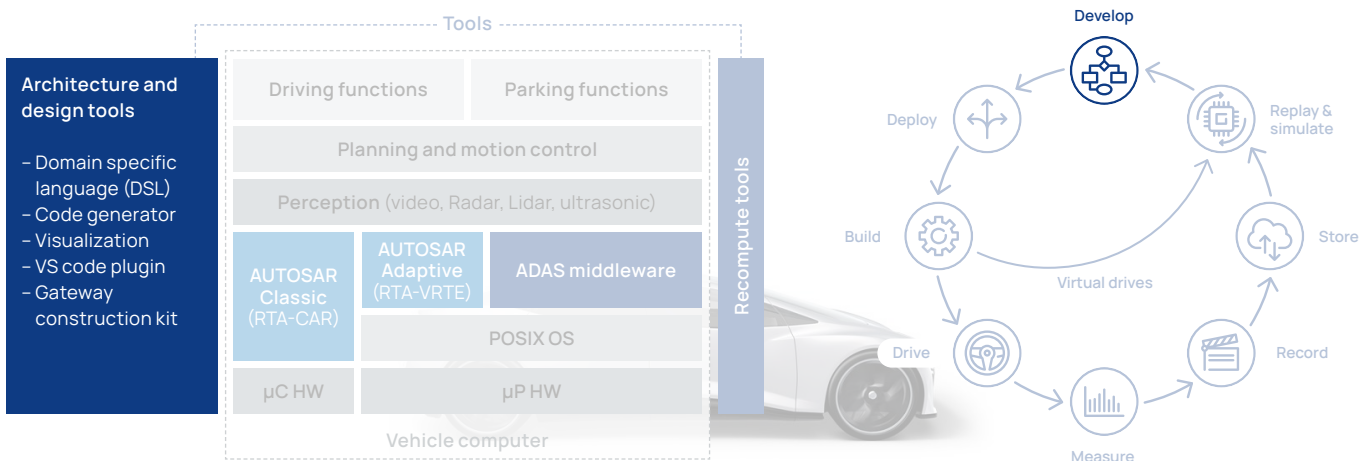 Tools
Architecture and
design tools
– Domain specific
language (DSL)
– Code generator
– Visualization
– VS code plugin
– Gateway
construction kit
Driving functions
Parking functions
Planning and motion control
Perception (video, Radar, Lidar, ultrasonic)
AUTOSAR
Classic
(RTA-CAR)
AUTOSAR
Adaptive
(RTA-VRTE)
ADAS middleware
POSIX OS
µC HW
µP HW
Vehicle computer
Recompute tools
Develop
Deploy
Replay &
simulate
Build
Store
Virtual drives
Drive
Record
Measure